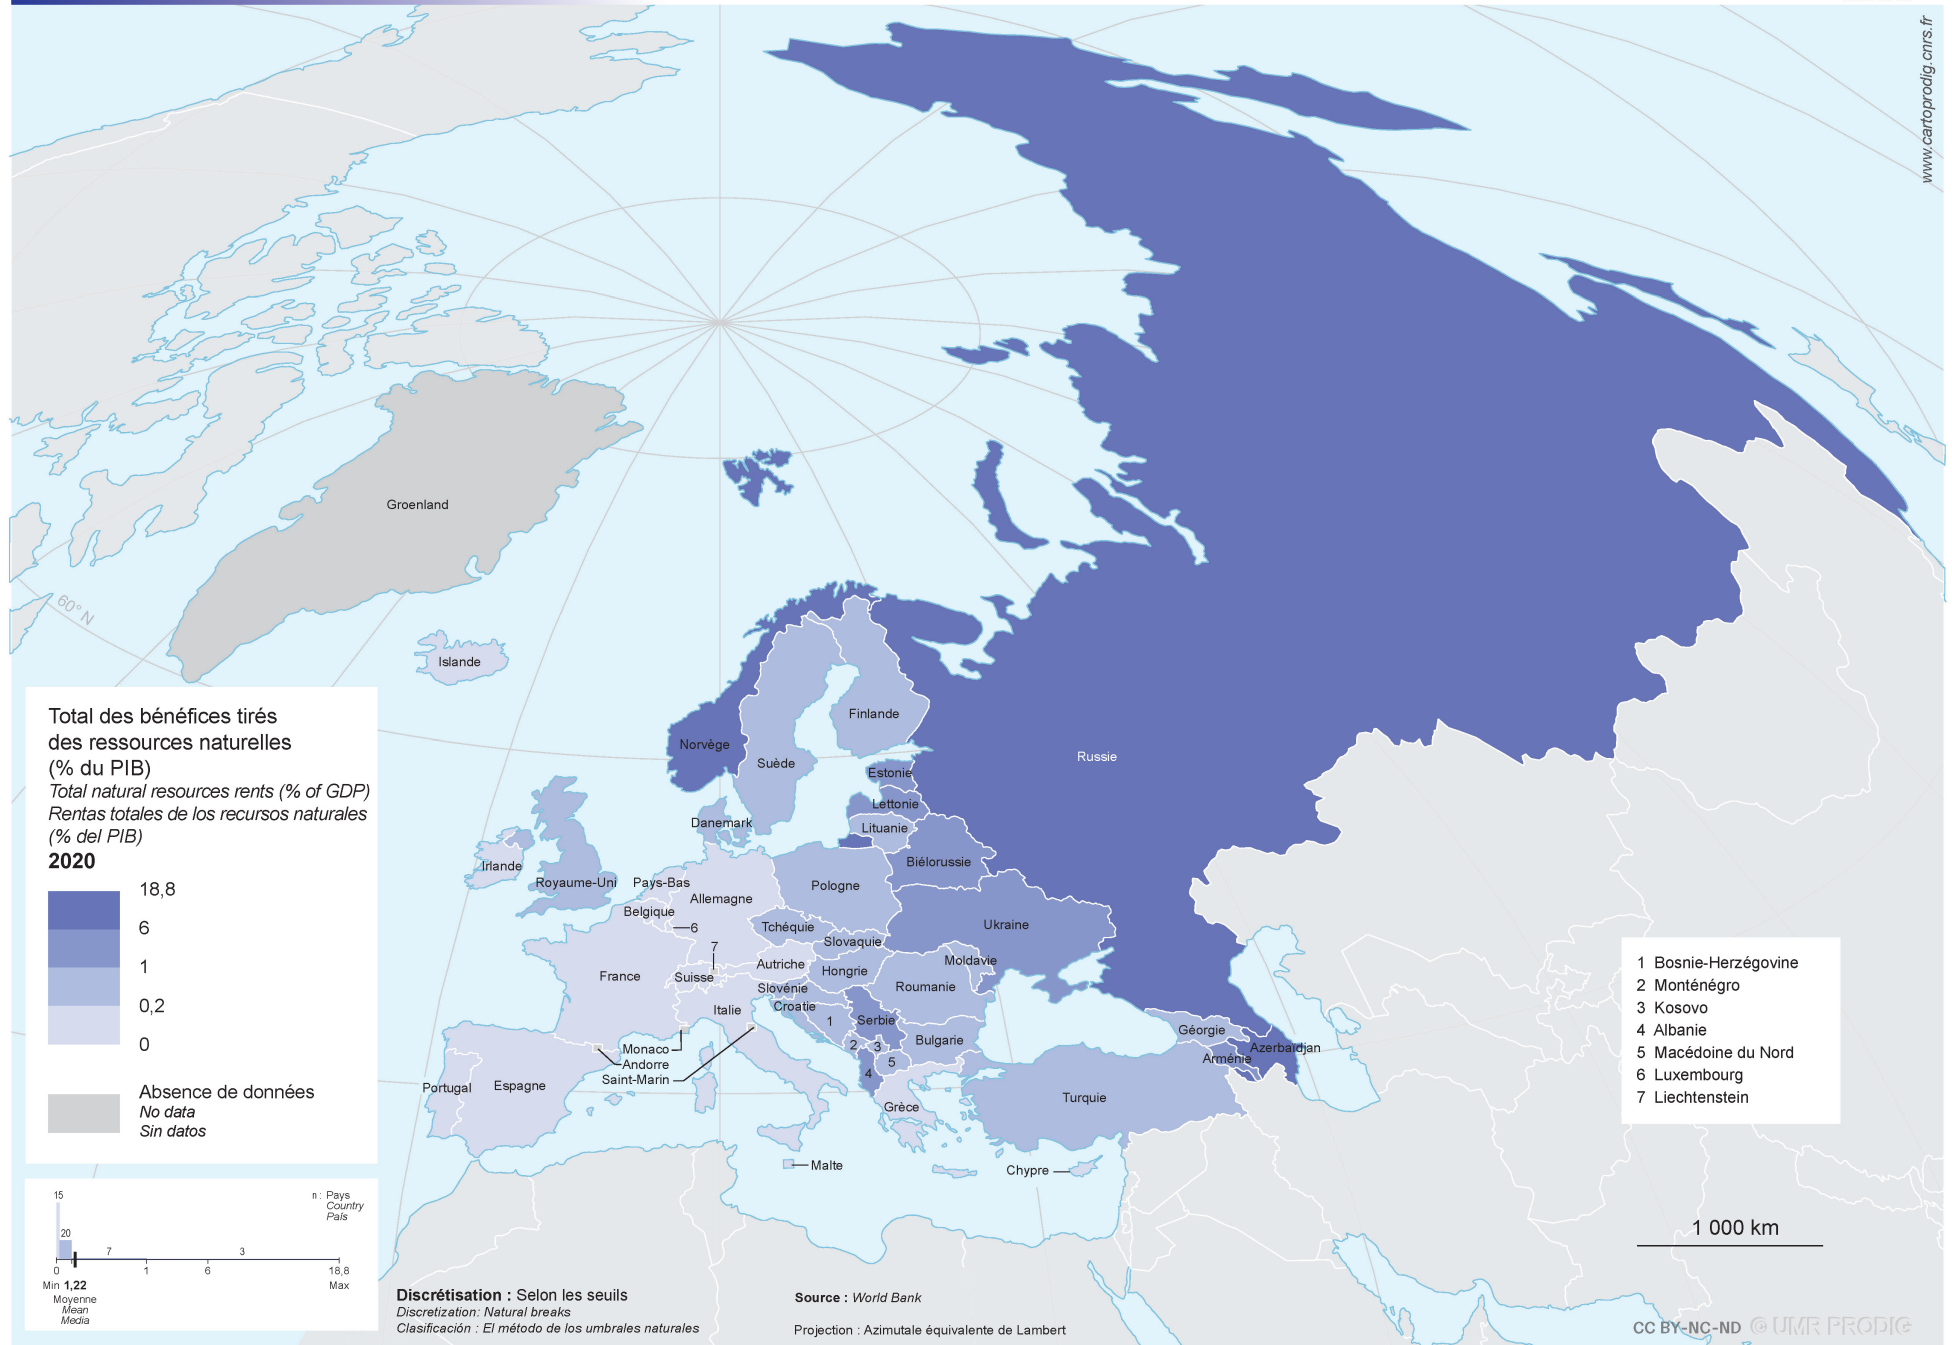 www.cartoprodig.cnrs.fr
Groenland
60° N
Islande
Norvège
Finlande
Suède
Russie
Estonie
Lettonie
Danemark
Lituanie
Irlande
Biélorussie
Royaume-Uni
Pays-Bas
Pologne
Allemagne
Belgique
6
Tchéquie
Ukraine
Slovaquie
7
Moldavie
Autriche
Hongrie
France
Suisse
Slovénie
Roumanie
Croatie
Italie
1
Serbie
Géorgie
Bulgarie
2
3
Monaco
Azerbaïdjan
Arménie
5
Andorre
4
Saint-Marin
Portugal
Espagne
Turquie
Grèce
Malte
Chypre
Total des bénéfices tirés
des ressources naturelles
(% du PIB)
Total natural resources rents (% of GDP)
Rentas totales de los recursos naturales
(% del PIB)
2020
18,8
6
1
0,2
0
Absence de données
No data
Sin datos
1 Bosnie-Herzégovine
2 Monténégro
3 Kosovo
4 Albanie
5 Macédoine du Nord
6 Luxembourg
7 Liechtenstein
15
n : Pays
Country
País
20
7
3
0
1
6
18,8
Min 1,22
Max
Moyenne
Mean
Media
1 000 km
Discrétisation : Selon les seuils
Discretization: Natural breaks
Clasificación : El método de los umbrales naturales
Source : World Bank
Projection : Azimutale équivalente de Lambert
CC BY-NC-ND © UMR PRODIG